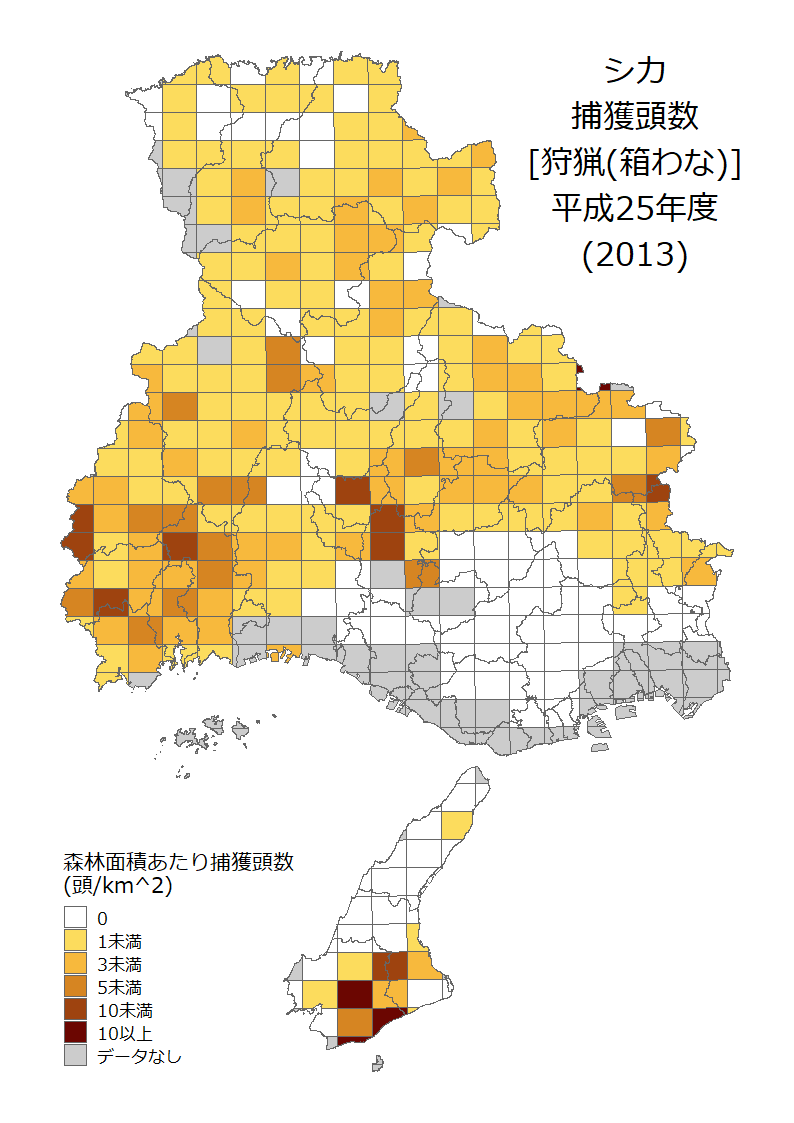 シカ
捕獲頭数
[狩猟(箱わな)]
平成25年度
(2013)
森林面積あたり捕獲頭数
(頭/km^2)
0
1未満
3未満
5未満
10未満
10以上
データなし